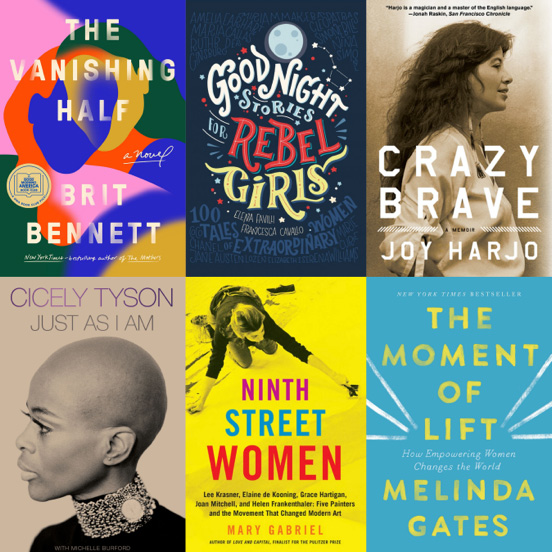 THE
VANISHING
HALF
a novel
GOOD
MORNING
AMERICA
BOOK CLUB
BRIT
BENNETT
New York Times–bestselling author of The Mothers
GOOD NIGHT
STORIES
FOR
REBEL
GIRLS
100
TALES
OF
EXTRAORDINARY
WOMEN
ELENA FAVILLI
FRANCESCA CAVALLO
"Harjo is a magician and a master of the English language."
—Jonah Raskin, San Francisco Chronicle
CRAZY
BRAVE
A MEMOIR
JOY HARJO
CICELY TYSON
JUST AS I AM
WITH MICHELLE BURFORD
NINTH
STREET
WOMEN
Lee Krasner, Elaine de Kooning, Grace Hartigan,
Joan Mitchell, and Helen Frankenthaler: Five Painters
and the Movement That Changed Modern Art
MARY GABRIEL
AUTHOR OF LOVE AND CAPITAL, FINALIST FOR THE PULITZER PRIZE
NEW YORK TIMES BESTSELLER
THE
MOMENT
OF
LIFT
How Empowering Women
Changes the World
MELINDA
GATES